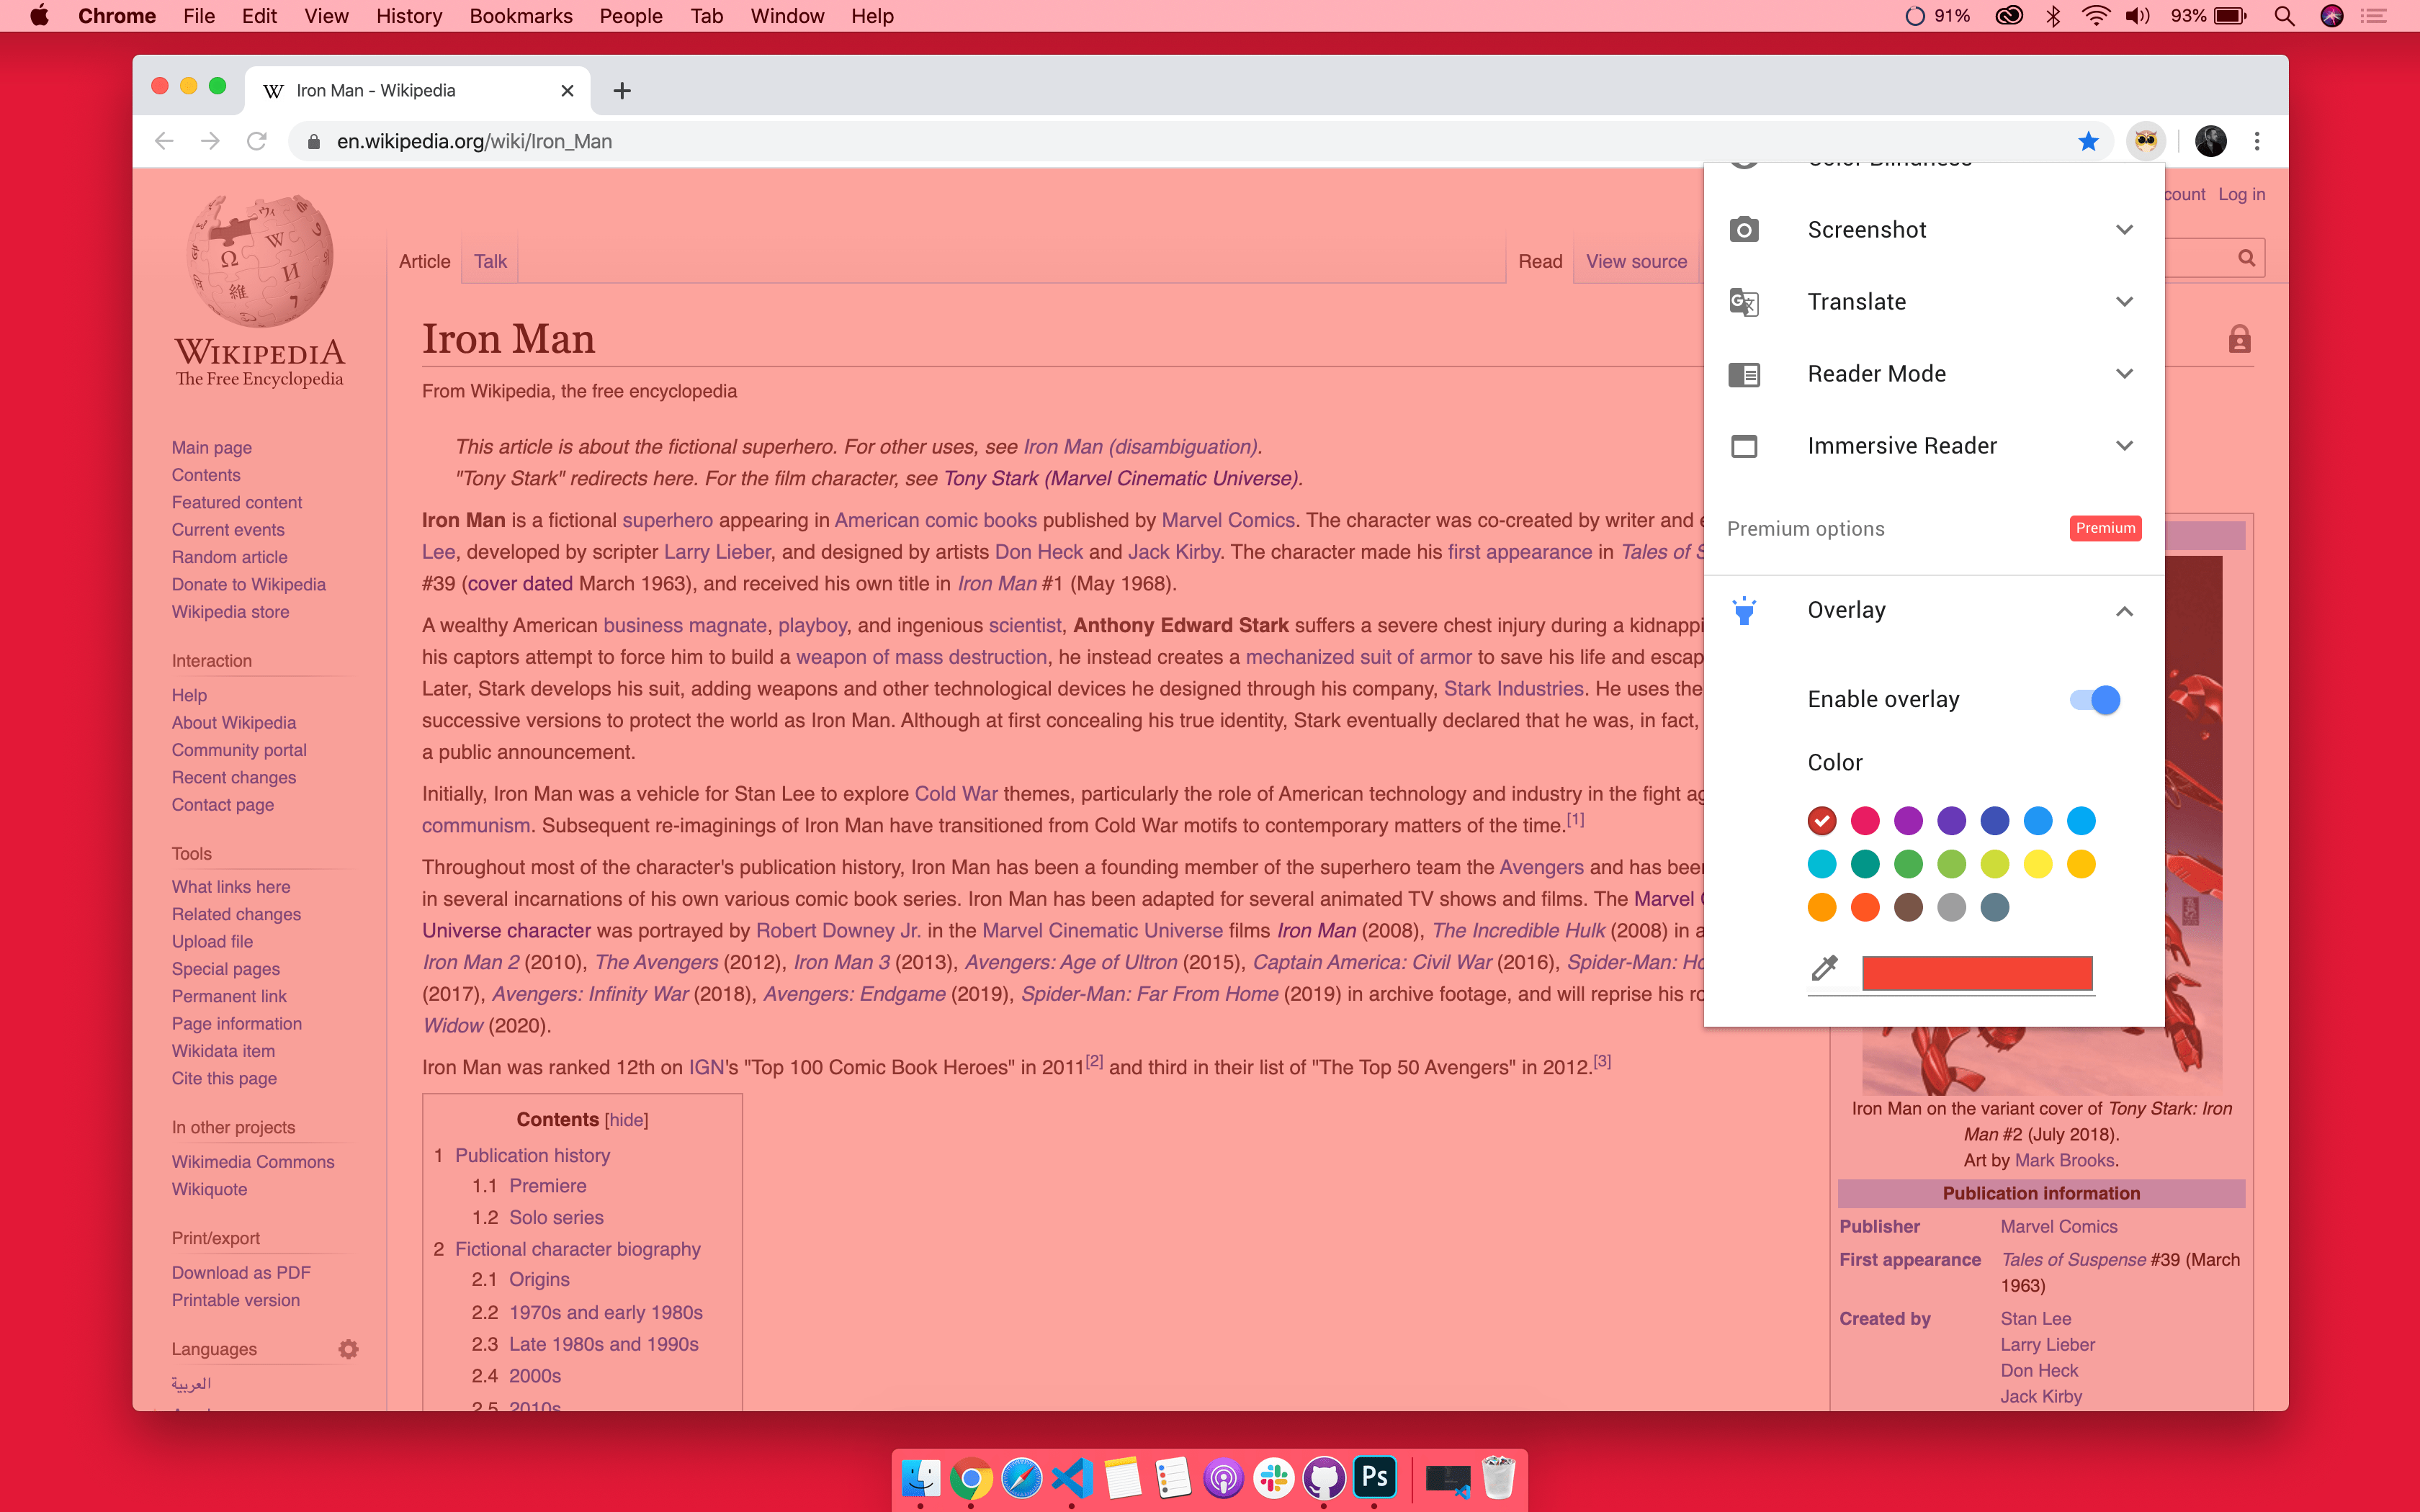 Chrome File Edit View History Bookmarks People Tab Window Help 91% 93%
Iron Man - Wikipedia
en.wikipedia.org/wiki/Iron_Man
count Log in
Article Talk Read View source
WIKIPEDIA
The Free Encyclopedia
Main page
Contents
Featured content
Current events
Random article
Donate to Wikipedia
Wikipedia store
Interaction
Help
About Wikipedia
Community portal
Recent changes
Contact page
Tools
What links here
Related changes
Upload file
Special pages
Permanent link
Page information
Wikidata item
Cite this page
In other projects
Wikimedia Commons
Wikiquote
Print/export
Download as PDF
Printable version
Languages
العربية
Iron Man
From Wikipedia, the free encyclopedia
This article is about the fictional superhero. For other uses, see Iron Man (disambiguation).
"Tony Stark" redirects here. For the film character, see Tony Stark (Marvel Cinematic Universe).
Iron Man is a fictional superhero appearing in American comic books published by Marvel Comics. The character was co-created by writer and e
Lee, developed by scripter Larry Lieber, and designed by artists Don Heck and Jack Kirby. The character made his first appearance in Tales of S
#39 (cover dated March 1963), and received his own title in Iron Man #1 (May 1968).
A wealthy American business magnate, playboy, and ingenious scientist, Anthony Edward Stark suffers a severe chest injury during a kidnappi
his captors attempt to force him to build a weapon of mass destruction, he instead creates a mechanized suit of armor to save his life and escap
Later, Stark develops his suit, adding weapons and other technological devices he designed through his company, Stark Industries. He uses the
successive versions to protect the world as Iron Man. Although at first concealing his true identity, Stark eventually declared that he was, in fact,
a public announcement.
Initially, Iron Man was a vehicle for Stan Lee to explore Cold War themes, particularly the role of American technology and industry in the fight ag
communism. Subsequent re-imaginings of Iron Man have transitioned from Cold War motifs to contemporary matters of the time.[1]
Throughout most of the character's publication history, Iron Man has been a founding member of the superhero team the Avengers and has been
in several incarnations of his own various comic book series. Iron Man has been adapted for several animated TV shows and films. The Marvel C
Universe character was portrayed by Robert Downey Jr. in the Marvel Cinematic Universe films Iron Man (2008), The Incredible Hulk (2008) in a
Iron Man 2 (2010), The Avengers (2012), Iron Man 3 (2013), Avengers: Age of Ultron (2015), Captain America: Civil War (2016), Spider-Man: Ho
(2017), Avengers: Infinity War (2018), Avengers: Endgame (2019), Spider-Man: Far From Home (2019) in archive footage, and will reprise his ro
Widow (2020).
Iron Man was ranked 12th on IGN's "Top 100 Comic Book Heroes" in 2011[2] and third in their list of "The Top 50 Avengers" in 2012.[3]
Contents [hide]
1 Publication history
1.1 Premiere
1.2 Solo series
2 Fictional character biography
2.1 Origins
2.2 1970s and early 1980s
2.3 Late 1980s and 1990s
2.4 2000s
2.5 2010s
Color Blindness
Screenshot
Translate
Reader Mode
Immersive Reader
Premium options Premium
Overlay
Enable overlay
Color
Iron Man on the variant cover of Tony Stark: Iron
Man #2 (July 2018).
Art by Mark Brooks.
Publication information
Publisher Marvel Comics
First appearance Tales of Suspense #39 (March
1963)
Created by Stan Lee
Larry Lieber
Don Heck
Jack Kirby
Ps